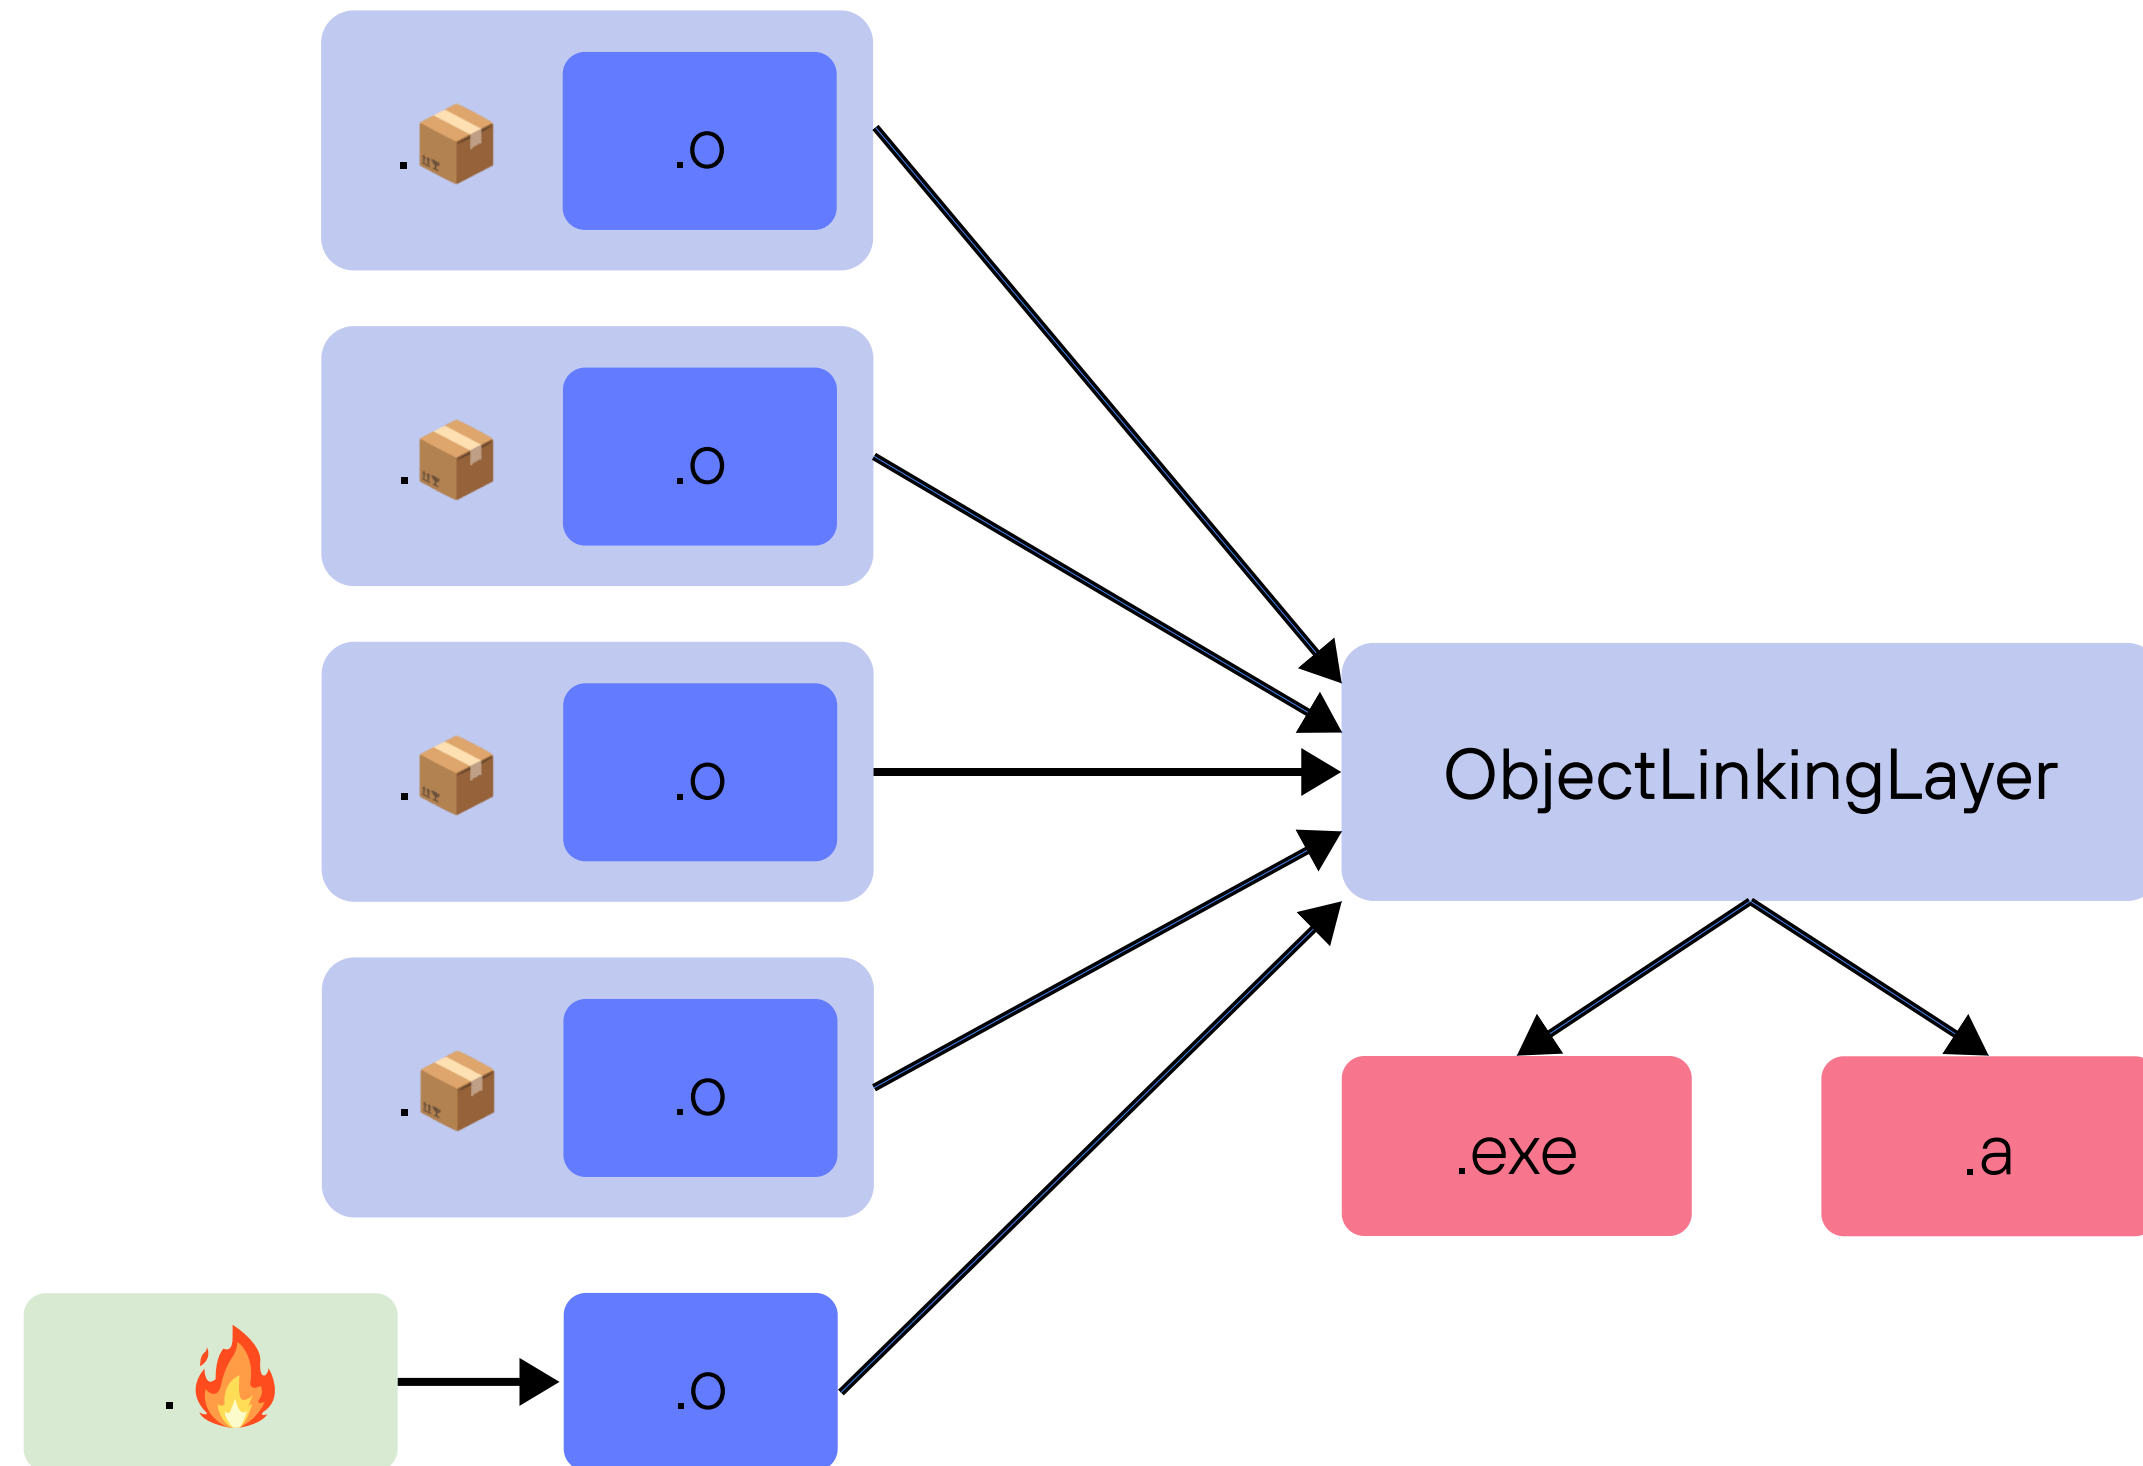 .📦
.o
.📦
.o
.📦
.o
ObjectLinkingLayer
.📦
.o
.exe
.a
.🔥
.o